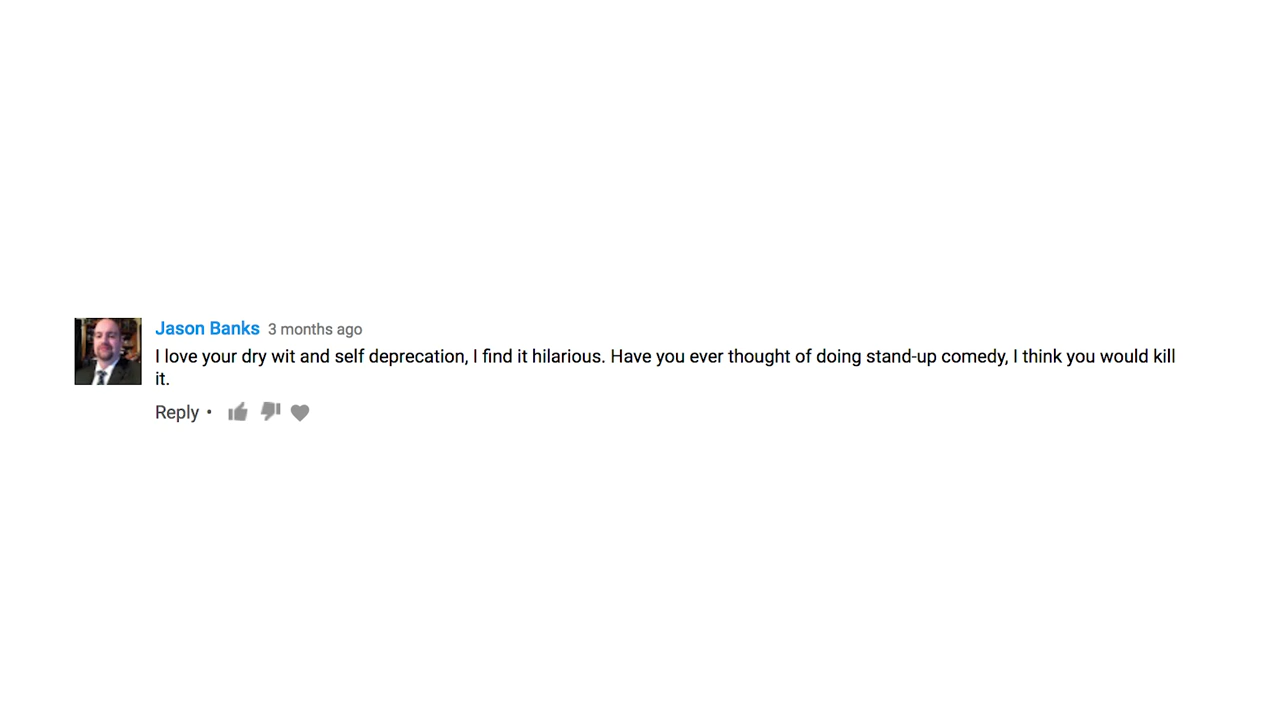 Jason Banks 3 months ago
I love your dry wit and self deprecation, I find it hilarious. Have you ever thought of doing stand-up comedy, I think you would kill
it.
Reply •